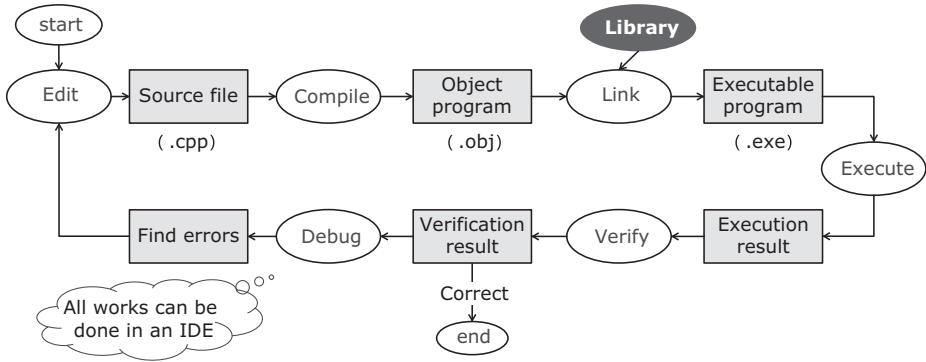 start
Library
Edit
Source file
Compile
Object
program
Link
Executable
program
( .cpp)
( .obj)
( .exe)
Execute
Find errors
Debug
Verification
result
Verify
Execution
result
Correct
All works can be
done in an IDE
end